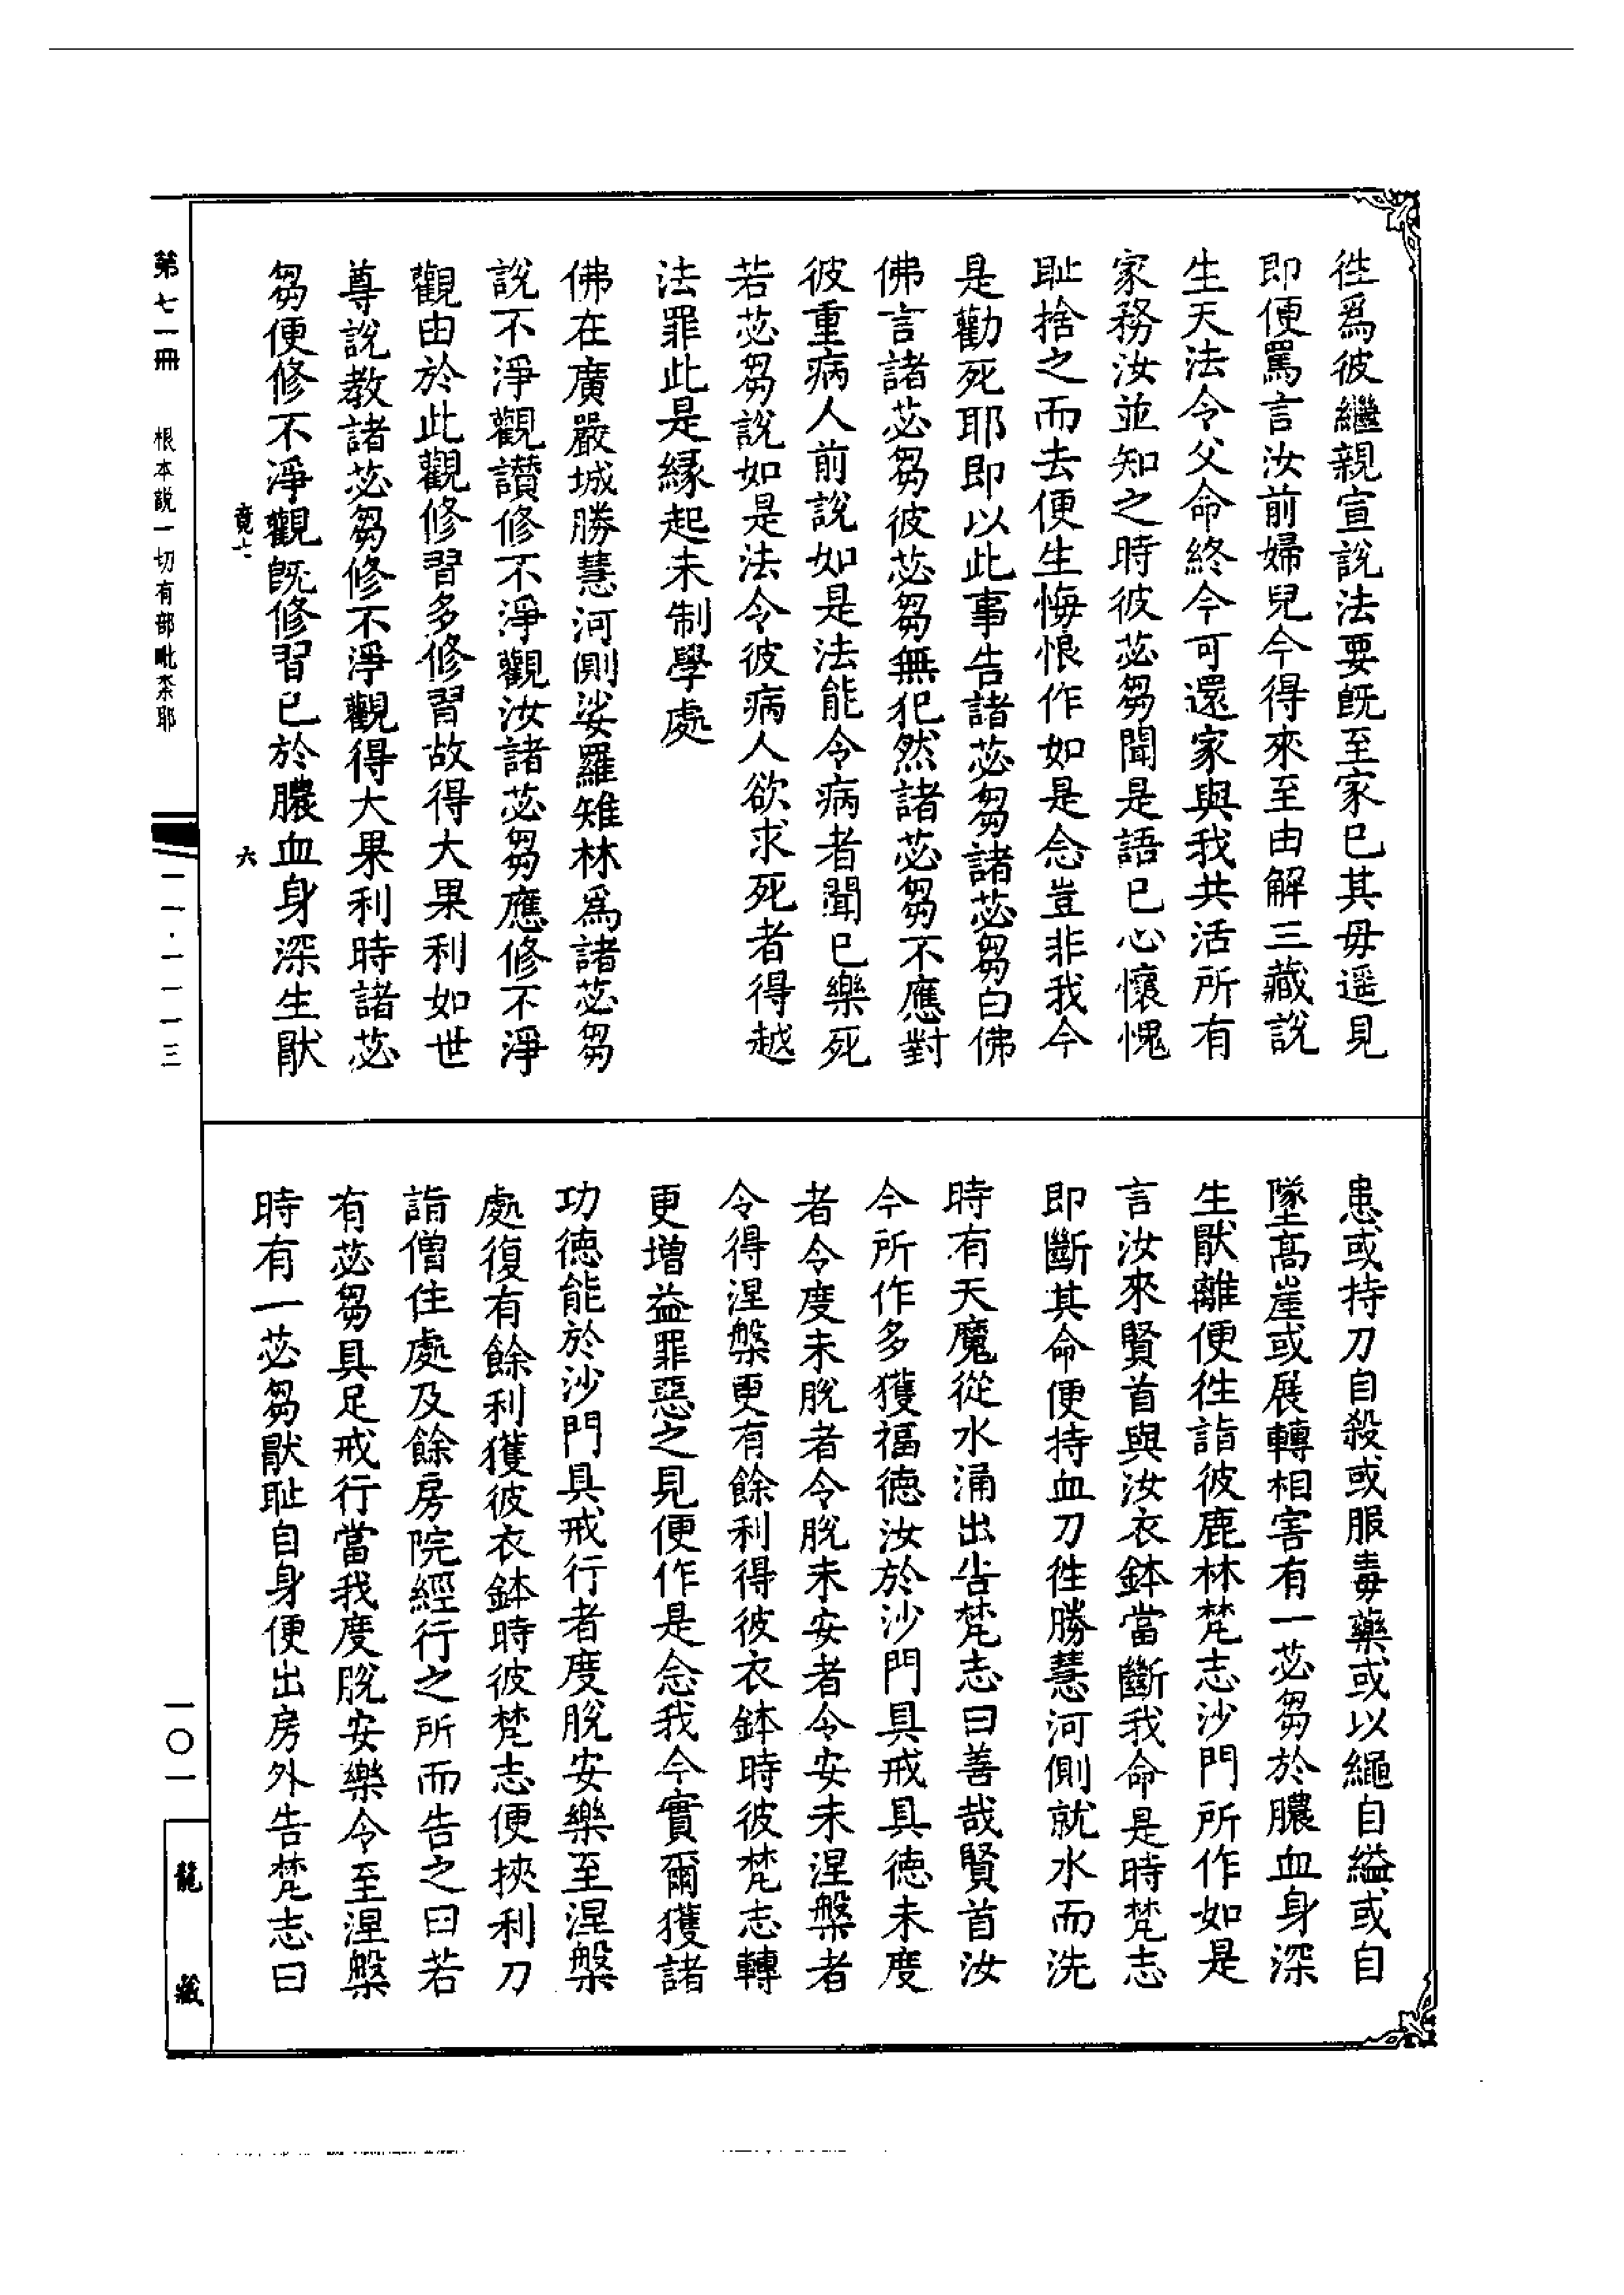 徃爲彼繼親宣說法要旣至家已其毋遥見
即便罵言汝前婦兒今得來至由解三藏說
生天法令父命終今可還家與我共活所有
家務汝並知之時彼苾芻聞是語已心懷愧
耻捨之而去便生悔恨作如是念豈非我今
是勸死耶即以此事告諸苾芻諸苾芻白佛
佛言諸苾芻彼苾芻無犯然諸苾芻不應對
彼重病人前說如是法能令病者聞已樂死
若苾芻說如是法令彼病人欲求死者得越
法罪此是緣起未制學處
佛在廣嚴城勝慧河側娑羅雉林爲諸苾芻
說不淨觀讚修不淨觀汝諸苾芻應修不淨
觀由於此觀修習多修習故得大果利如世
尊說教諸苾芻修不淨觀得大果利時諸苾
芻便修不淨觀旣修習已於膿血身深生猒
患或持刀自殺或服毒藥或以繩自縊或自
墜高崖或展轉相害有一苾芻於膿血身深
生猒離便徃詣彼鹿林梵志沙門所作如是
言汝來賢首與汝衣鉢當斷我命是時梵志
即斷其命便持血刀徃勝慧河側就水而洗
時有天魔從水涌出告梵志曰善哉賢首汝
今所作多獲福德汝於沙門具戒具德未度
者令度未脫者令脫未安者令安未涅槃者
令得涅槃更有餘利得彼衣鉢時彼梵志轉
更增益罪惡之見便作是念我今實爾獲諸
功德能於沙門具戒行者度脫安樂至涅槃
處復有餘利獲彼衣鉢時彼梵志便挾利刀
詣僧住處及餘房院經行之所而告之曰若
有苾芻具足戒行當我度脫安樂令至涅槃
時有一苾芻猒耻自身便出房外告梵志曰
竟七
六
第七一冊
根本說一切有部毗奈耶
一一·一一一三
一〇一
龍藏